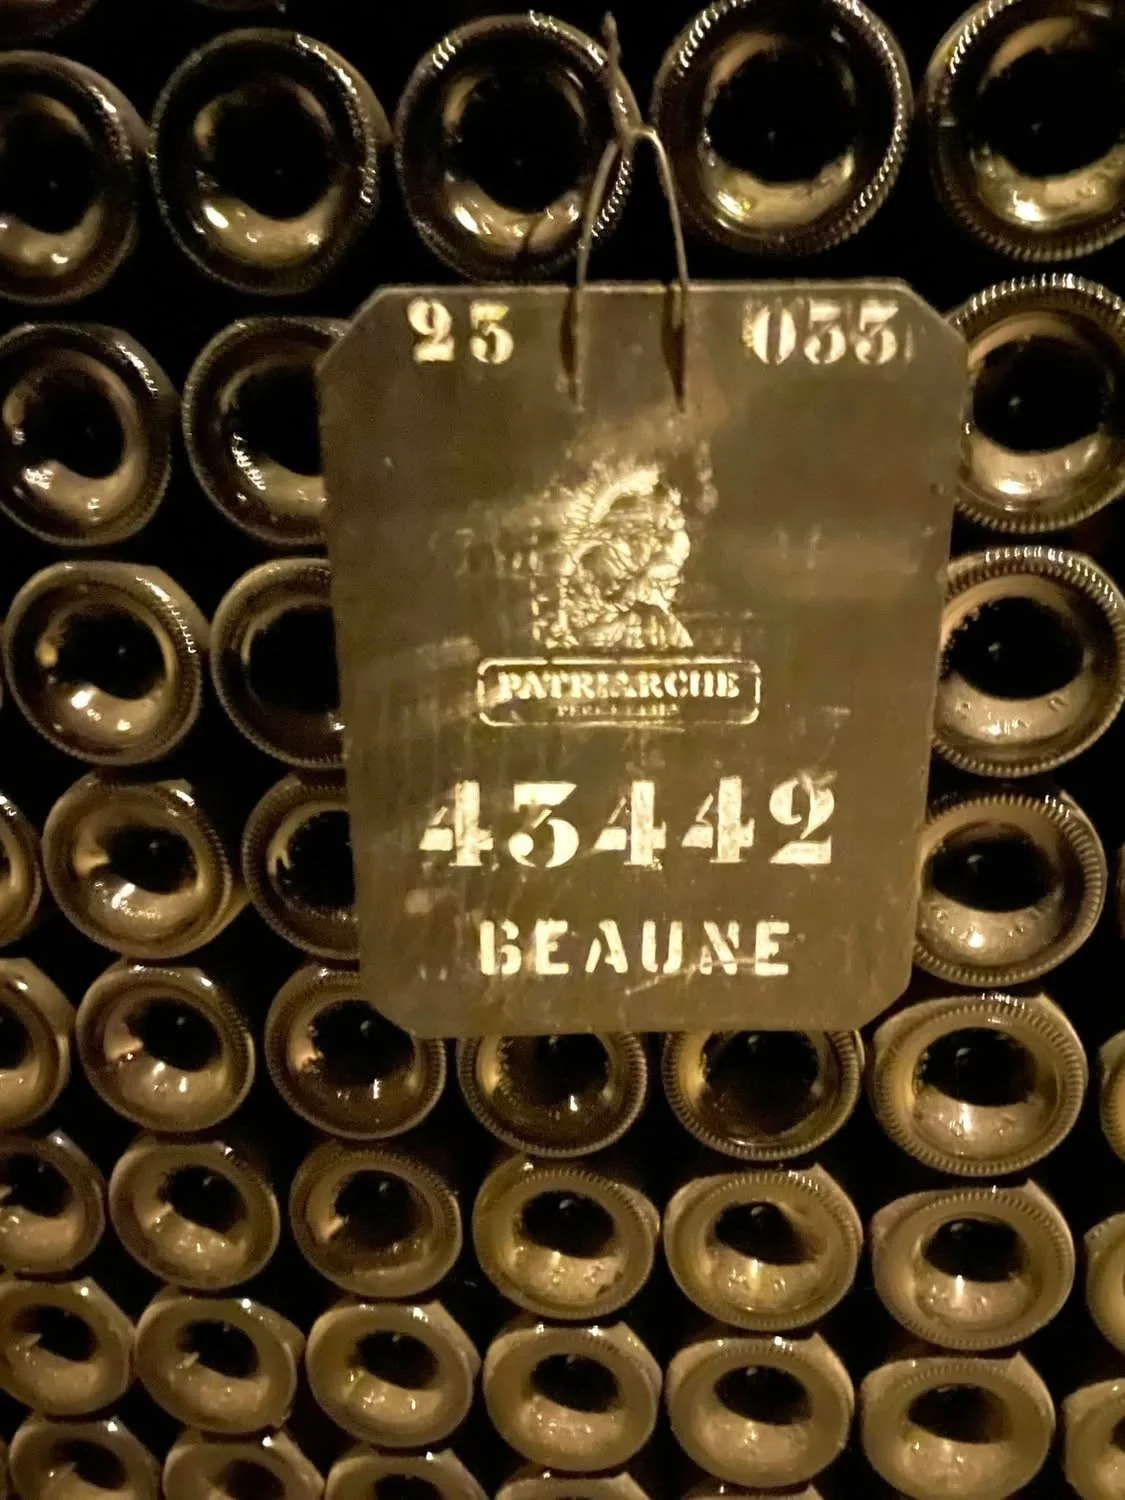 23 033
PATRIARCHE
43442
BEAUNE